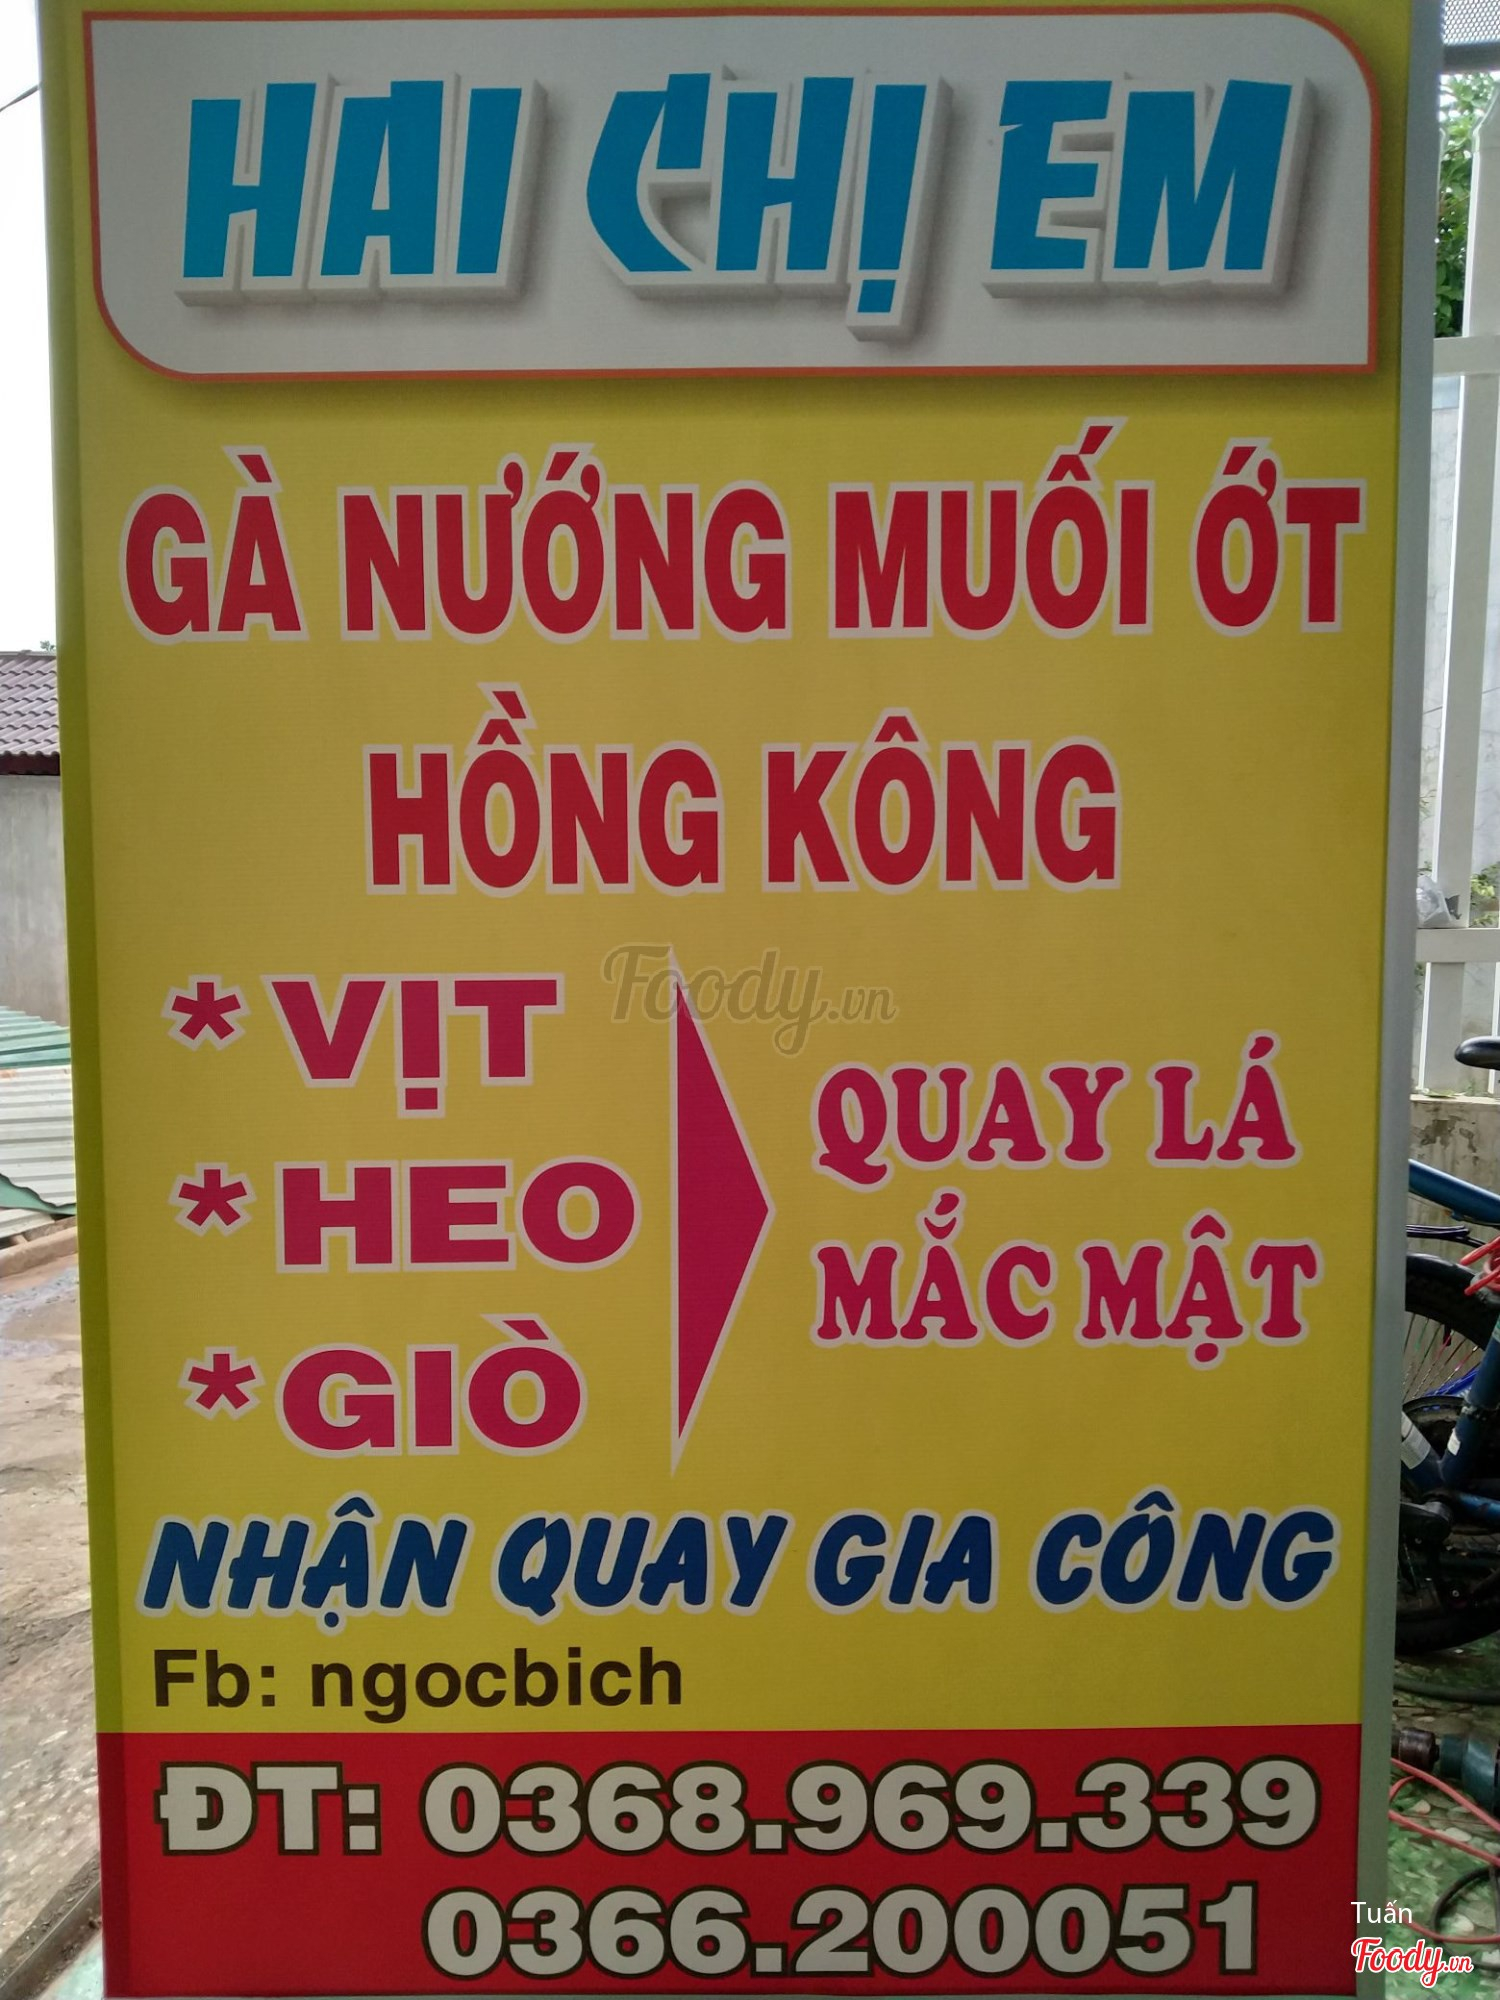 HAI CHỊ EM
GÀ NƯỚNG MUỐI ỚT
HỒNG KÔNG
* VỊT
* HEO
* GIÒ
QUAY LÁ
MẮC MẬT
NHẬN QUAY GIA CÔNG
Fb: ngocbich
ĐT: 0368.969.339
0366.200051
Foody.vn
Tuấn
Foody.vn